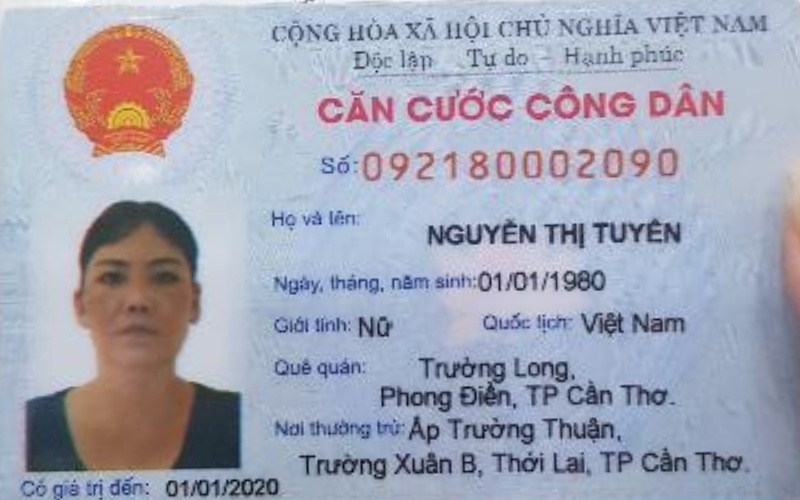 CỘNG HÒA XÃ HỘI CHỦ NGHĨA VIỆT NAM
Độc lập - Tự do - Hạnh phúc
CĂN CƯỚC CÔNG DÂN
Số: 092180002090
Họ và tên:
NGUYỄN THỊ TUYÊN
Ngày, tháng, năm sinh: 01/01/1980
Giới tính: Nữ Quốc tịch: Việt Nam
Quê quán: Trường Long,
Phong Điền, TP Cần Thơ.
Nơi thường trú: Ấp Trường Thuận,
Trường Xuân B, Thới Lai, TP Cần Thơ.
Có giá trị đến: 01/01/2020